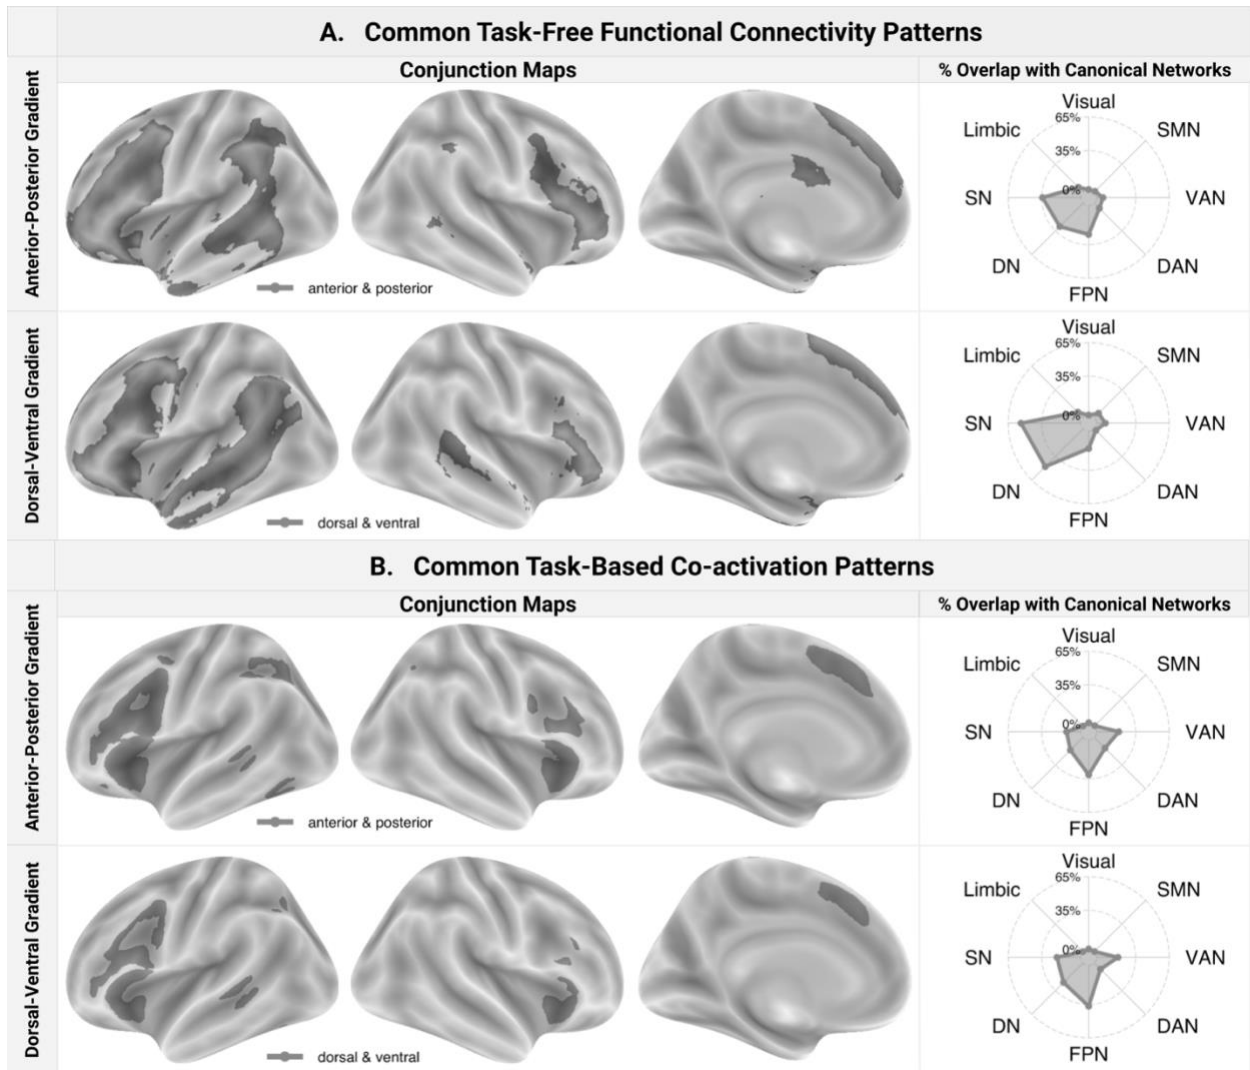 A. Common Task-Free Functional Connectivity Patterns
Conjunction Maps
% Overlap with Canonical Networks
Anterior-Posterior Gradient
anterior & posterior
Visual
65%
Limbic
SMN
35%
0%
SN
VAN
DN
DAN
FPN
Dorsal-Ventral Gradient
dorsal & ventral
Visual
65%
Limbic
SMN
35%
0%
SN
VAN
DN
DAN
FPN
B. Common Task-Based Co-activation Patterns
Conjunction Maps
% Overlap with Canonical Networks
Anterior-Posterior Gradient
anterior & posterior
Visual
65%
Limbic
SMN
35%
0%
SN
VAN
DN
DAN
FPN
Dorsal-Ventral Gradient
dorsal & ventral
Visual
65%
Limbic
SMN
35%
0%
SN
VAN
DN
DAN
FPN